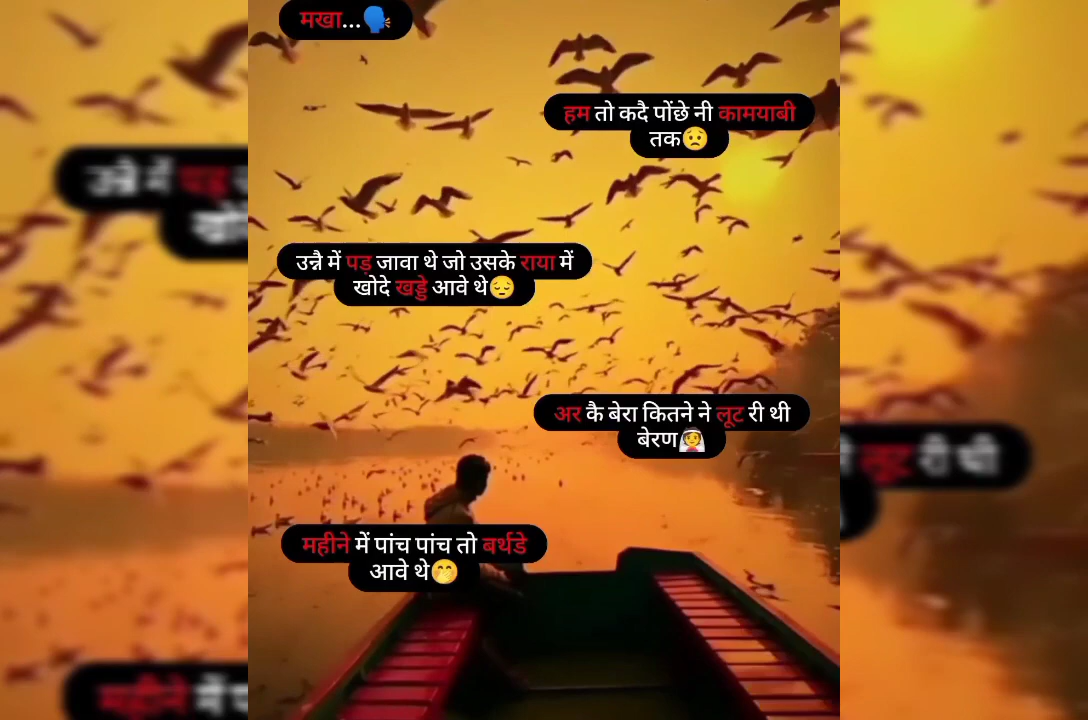 मखा...🗣️
हम तो कदै पोंछे नी कामयाबी
तक😟
उन्नै में पड़ जावा थे जो उसके राया में
खोदे खड्डे आवे थे😔
अर कै बेरा कितने ने लूट री थी
बेरण👰
महीने में पांच पांच तो बर्थडे
आवे थे🤭